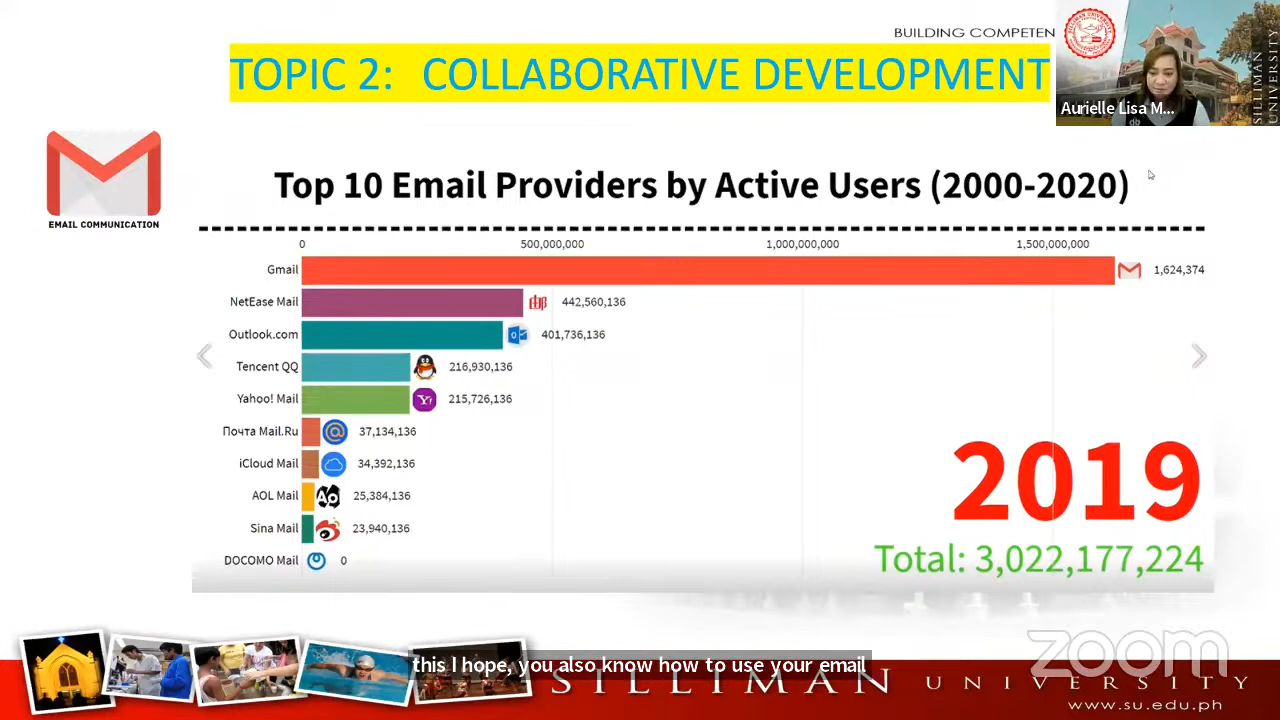 BUILDING COMPETEN
TOPIC 2: COLLABORATIVE DEVELOPMENT
SILLIMAN UNIVERSITY
SILLIMAN
UNIVERSITY
Aurielle Lisa M...
EMAIL COMMUNICATION
Top 10 Email Providers by Active Users (2000-2020)
0 500,000,000 1,000,000,000 1,500,000,000
Gmail 1,624,374
NetEase Mail 邮 442,560,136
Outlook.com 401,736,136
Tencent QQ 216,930,136
Yahoo! Mail Y! 215,726,136
Почта Mail.Ru @ 37,134,136
iCloud Mail 34,392,136
AOL Mail 25,384,136
Sina Mail 23,940,136
DOCOMO Mail 0
2019
Total: 3,022,177,224
zoom
this I hope, you also know how to use your email
SILLIMAN UNIVERSITY
www.su.edu.ph